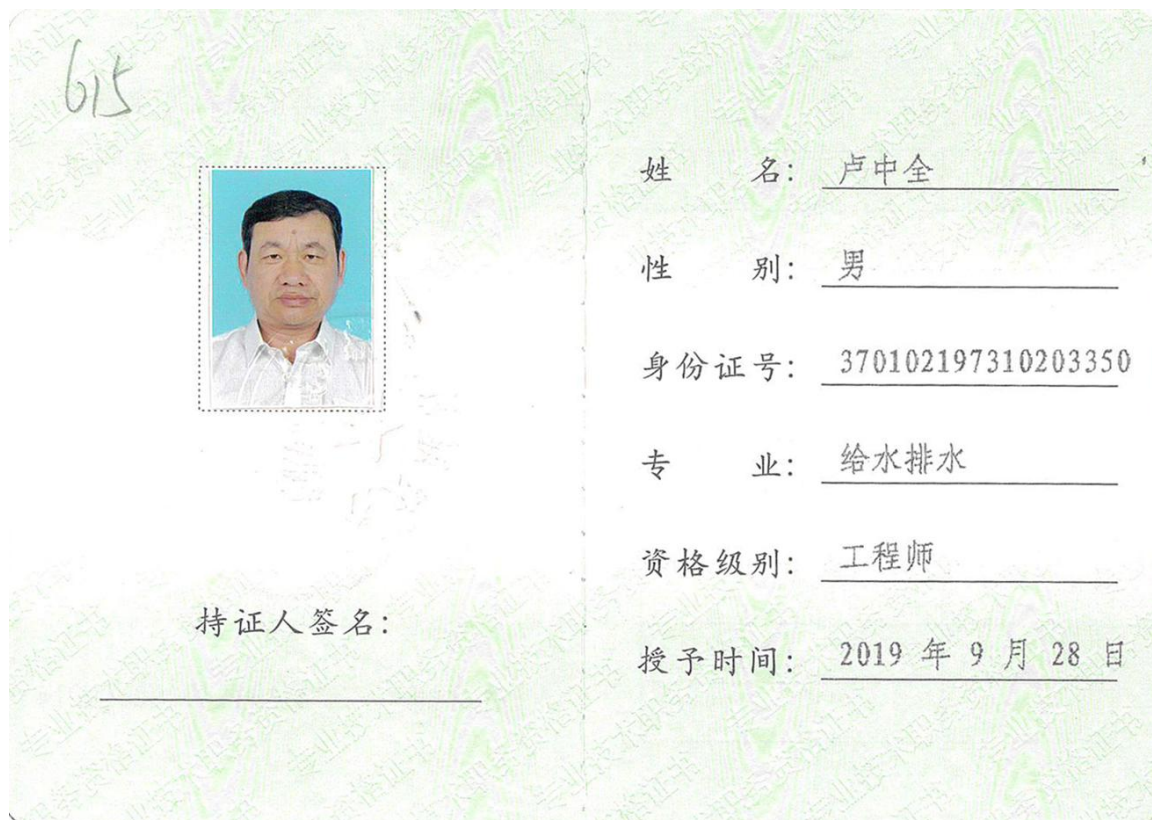 615
姓名：卢中全
性别：男
身份证号：370102197310203350
专业：给水排水
资格级别：工程师
持证人签名：
授予时间：2019 年 9 月 28 日